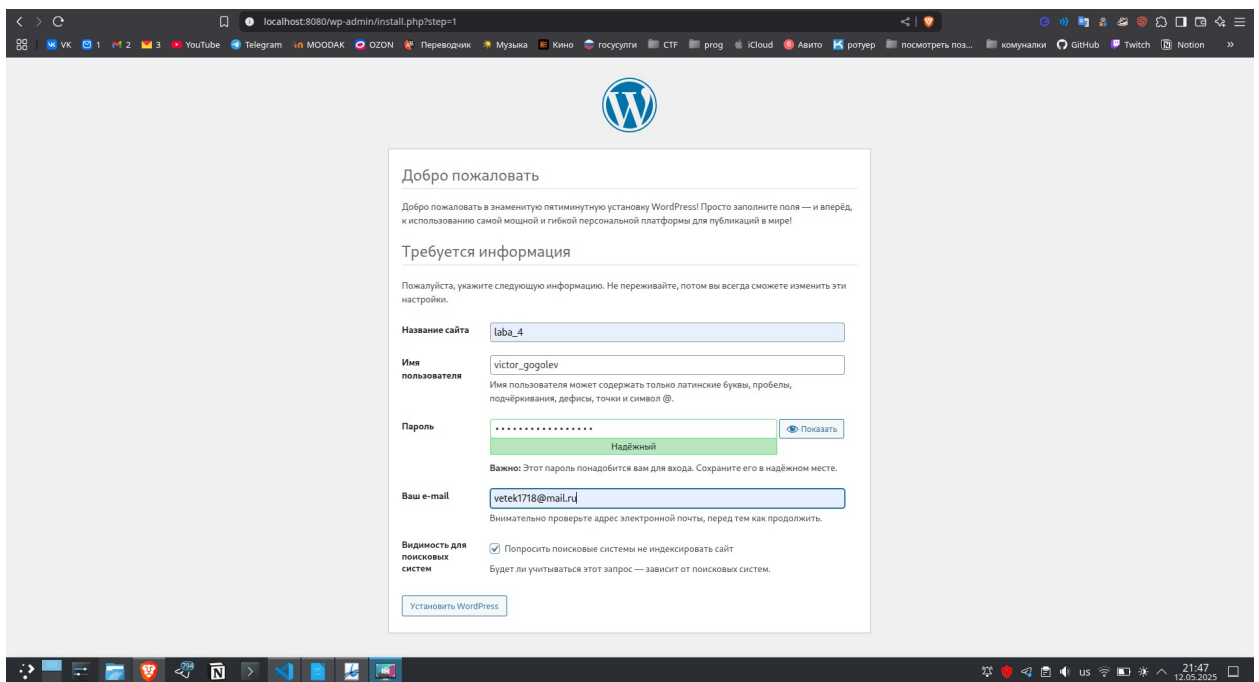 localhost:8080/wp-admin/install.php?step=1
VK 1 2 3 YouTube Telegram MOODAK OZON Переводчик Музыка Кино госуслуги CTF prog iCloud Авито ротуер посмотреть поз... комуналки GitHub Twitch Notion »
Добро пожаловать
Добро пожаловать в знаменитую пятиминутную установку WordPress! Просто заполните поля — и вперёд,
к использованию самой мощной и гибкой персональной платформы для публикаций в мире!
Требуется информация
Пожалуйста, укажите следующую информацию. Не переживайте, потом вы всегда сможете изменить эти
настройки.
Название сайта laba_4
Имя
пользователя
victor_gogolev
Имя пользователя может содержать только латинские буквы, пробелы,
подчёркивания, дефисы, точки и символ @.
Пароль
Показать
Надёжный
Важно: Этот пароль понадобится вам для входа. Сохраните его в надёжном месте.
Ваш e-mail vetek1718@mail.ru
Внимательно проверьте адрес электронной почты, перед тем как продолжить.
Видимость для
поисковых
систем
Попросить поисковые системы не индексировать сайт
Будет ли учитываться этот запрос — зависит от поисковых систем.
Установить WordPress
794
us 21:47
12.05.2025